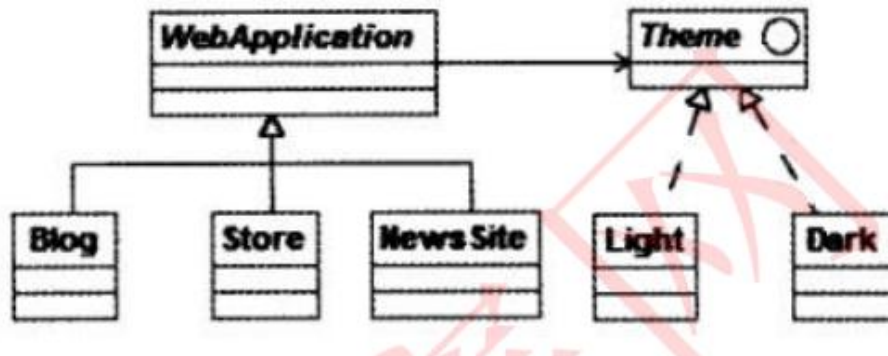 WebApplication
Theme
Blog
Store
News Site
Light
Dark